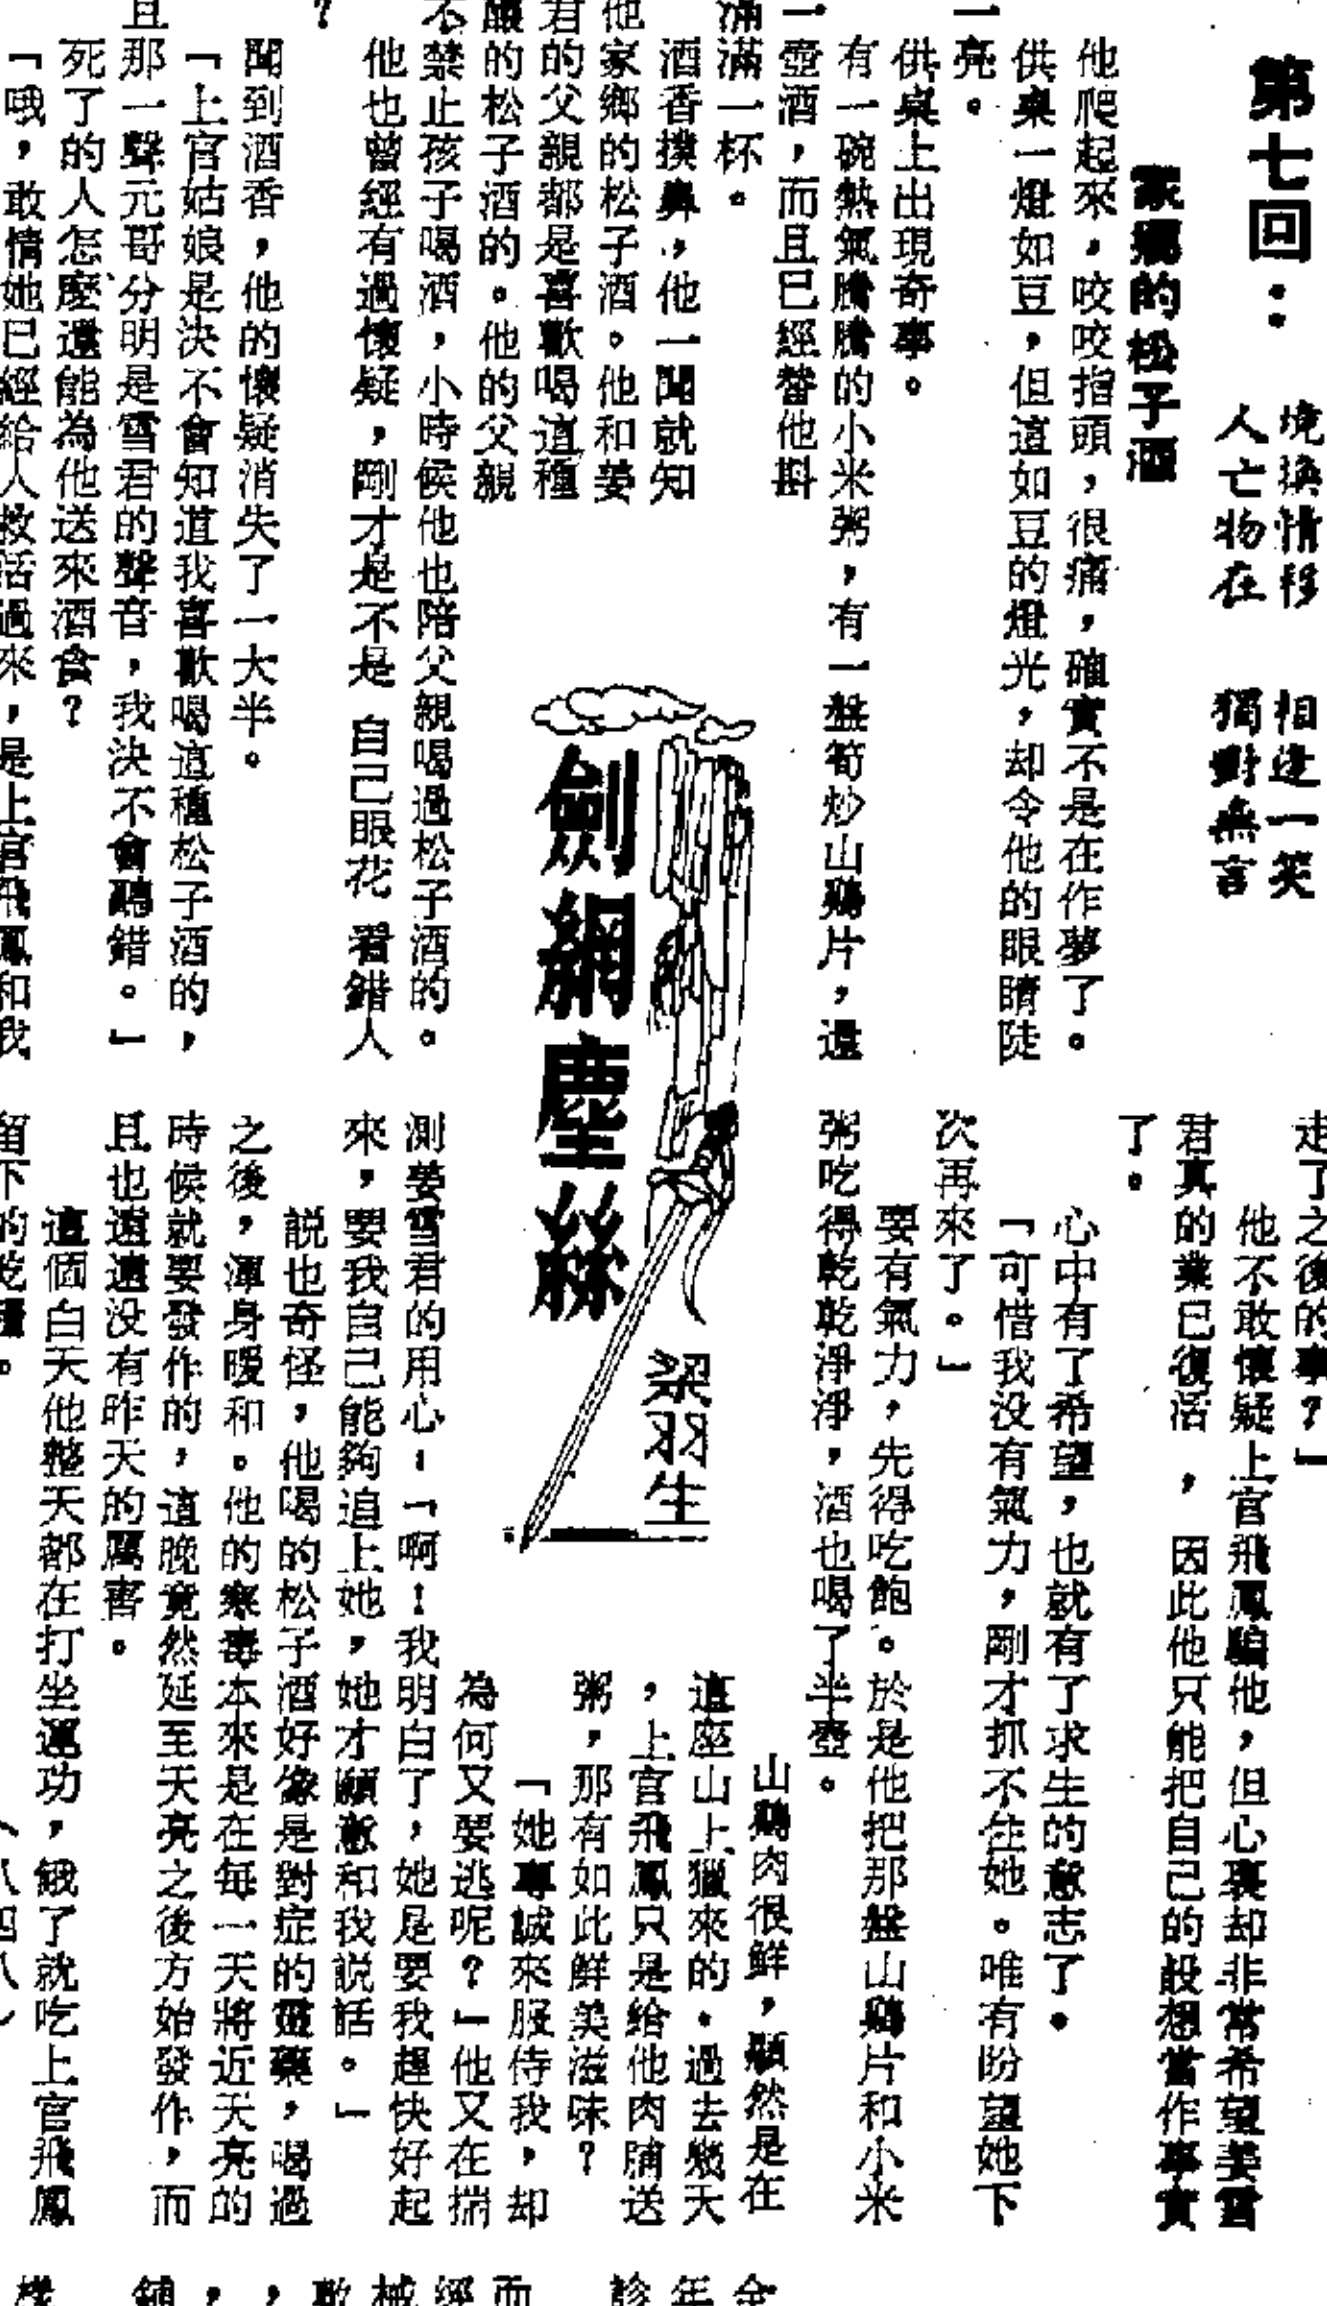 第七回：
境換情移　相逢一笑
人亡物在　獨對無言
家鄉的松子酒
他爬起來，咬咬指頭，很痛，確實不是在作夢了。
供桌一燈如豆，但這如豆的燈光，却令他的眼睛陡
一亮。
供桌上出現奇事。
有一碗熱氣騰騰的小米粥，有一盤筍炒山鷄片，還
一壺酒，而且已經替他斟
滿滿一杯。
酒香撲鼻，他一聞就知
他家鄉的松子酒。他和姜
君的父親都是喜歡喝這種
釀的松子酒的。他的父親
不禁止孩子喝酒，小時候他也陪父親喝過松子酒的。
他也曾經有過懷疑，剛才是不是自己眼花看錯人
？
聞到酒香，他的懷疑消失了一大半。
「上官姑娘是決不會知道我喜歡喝這種松子酒的，
且那一聲元哥分明是雪君的聲音，我決不會聽錯。」
死了的人怎麼還能為他送來酒食？
「哦，敢情她已經給人救活過來，是上官飛鳳和我
劍網塵絲
梁羽生
走了之後的事？」
他不敢懷疑上官飛鳳騙他，但心裏却非常希望姜雪
君真的業已復活，因此他只能把自己的設想當作事實
了。
心中有了希望，也就有了求生的意志了。
「可惜我没有氣力，剛才抓不住她。唯有盼望她下
次再來了。」
要有氣力，先得吃飽。於是他把那盤山鷄片和小米
粥吃得乾乾淨淨，酒也喝了半壺。
山鷄肉很鮮，顯然是在
這座山上獵來的。過去幾天
，上官飛鳳只是給他肉脯送
粥，那有如此鮮美滋味？
「她專誠來服侍我，却
為何又要逃呢？」他又在揣
測姜雪君的用心：「啊！我明白了，她是要我趕快好起
來，要我自己能夠追上她，她才願意和我説話。」
説也奇怪，他喝的松子酒好像是對症的靈藥，喝過
之後，渾身暖和。他的寒毒本來是在每一天將近天亮的
時候就要發作的，這晚竟然延至天亮之後方始發作，而
且也遠遠没有昨天的厲害。
這個白天他整天都在打坐運功，餓了就吃上官飛鳳
留下的乾糧。（八四八）